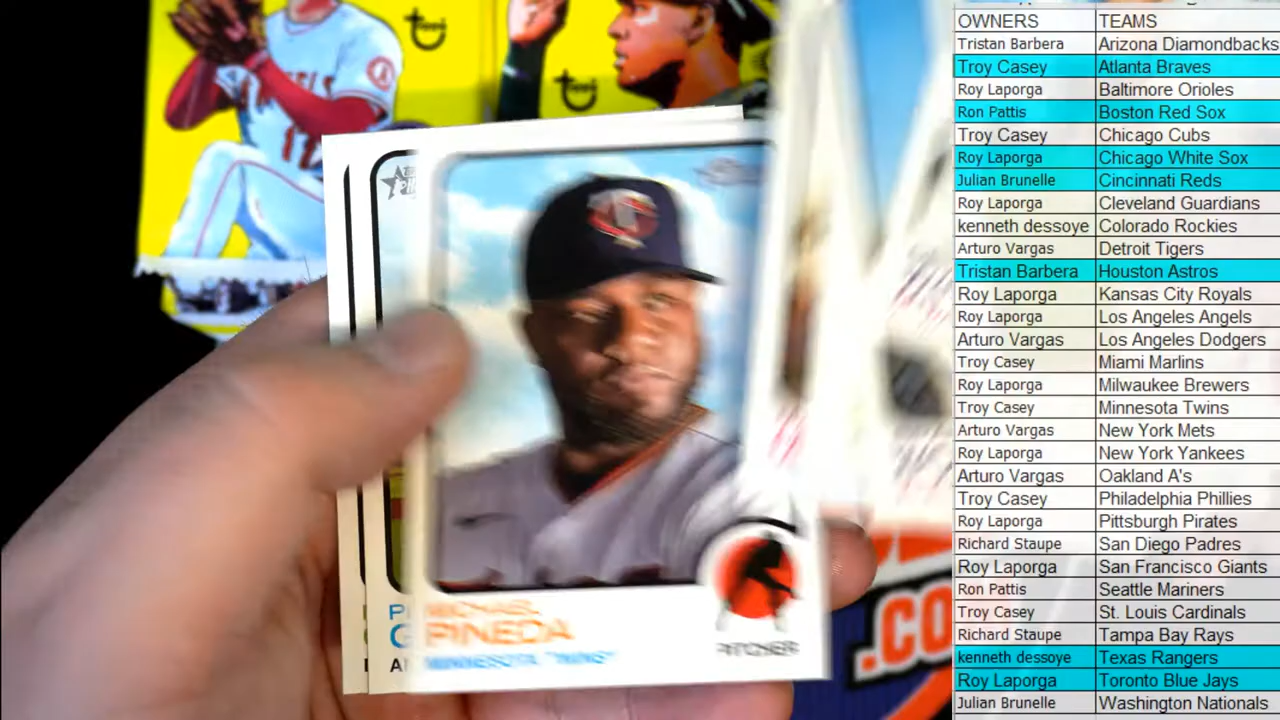 OWNERS TEAMS
Tristan Barbera Arizona Diamondbacks
Troy Casey Atlanta Braves
Roy Laporga Baltimore Orioles
Ron Pattis Boston Red Sox
Troy Casey Chicago Cubs
Roy Laporga Chicago White Sox
Julian Brunelle Cincinnati Reds
Roy Laporga Cleveland Guardians
kenneth dessoye Colorado Rockies
Arturo Vargas Detroit Tigers
Tristan Barbera Houston Astros
Roy Laporga Kansas City Royals
Roy Laporga Los Angeles Angels
Arturo Vargas Los Angeles Dodgers
Troy Casey Miami Marlins
Roy Laporga Milwaukee Brewers
Troy Casey Minnesota Twins
Arturo Vargas New York Mets
Roy Laporga New York Yankees
Arturo Vargas Oakland A's
Troy Casey Philadelphia Phillies
Roy Laporga Pittsburgh Pirates
Richard Staupe San Diego Padres
Roy Laporga San Francisco Giants
Ron Pattis Seattle Mariners
Troy Casey St. Louis Cardinals
Richard Staupe Tampa Bay Rays
kenneth dessoye Texas Rangers
Roy Laporga Toronto Blue Jays
Julian Brunelle Washington Nationals
MICHAEL
PINEDA
MINNESOTA "TWINS"
PITCHER
.CO